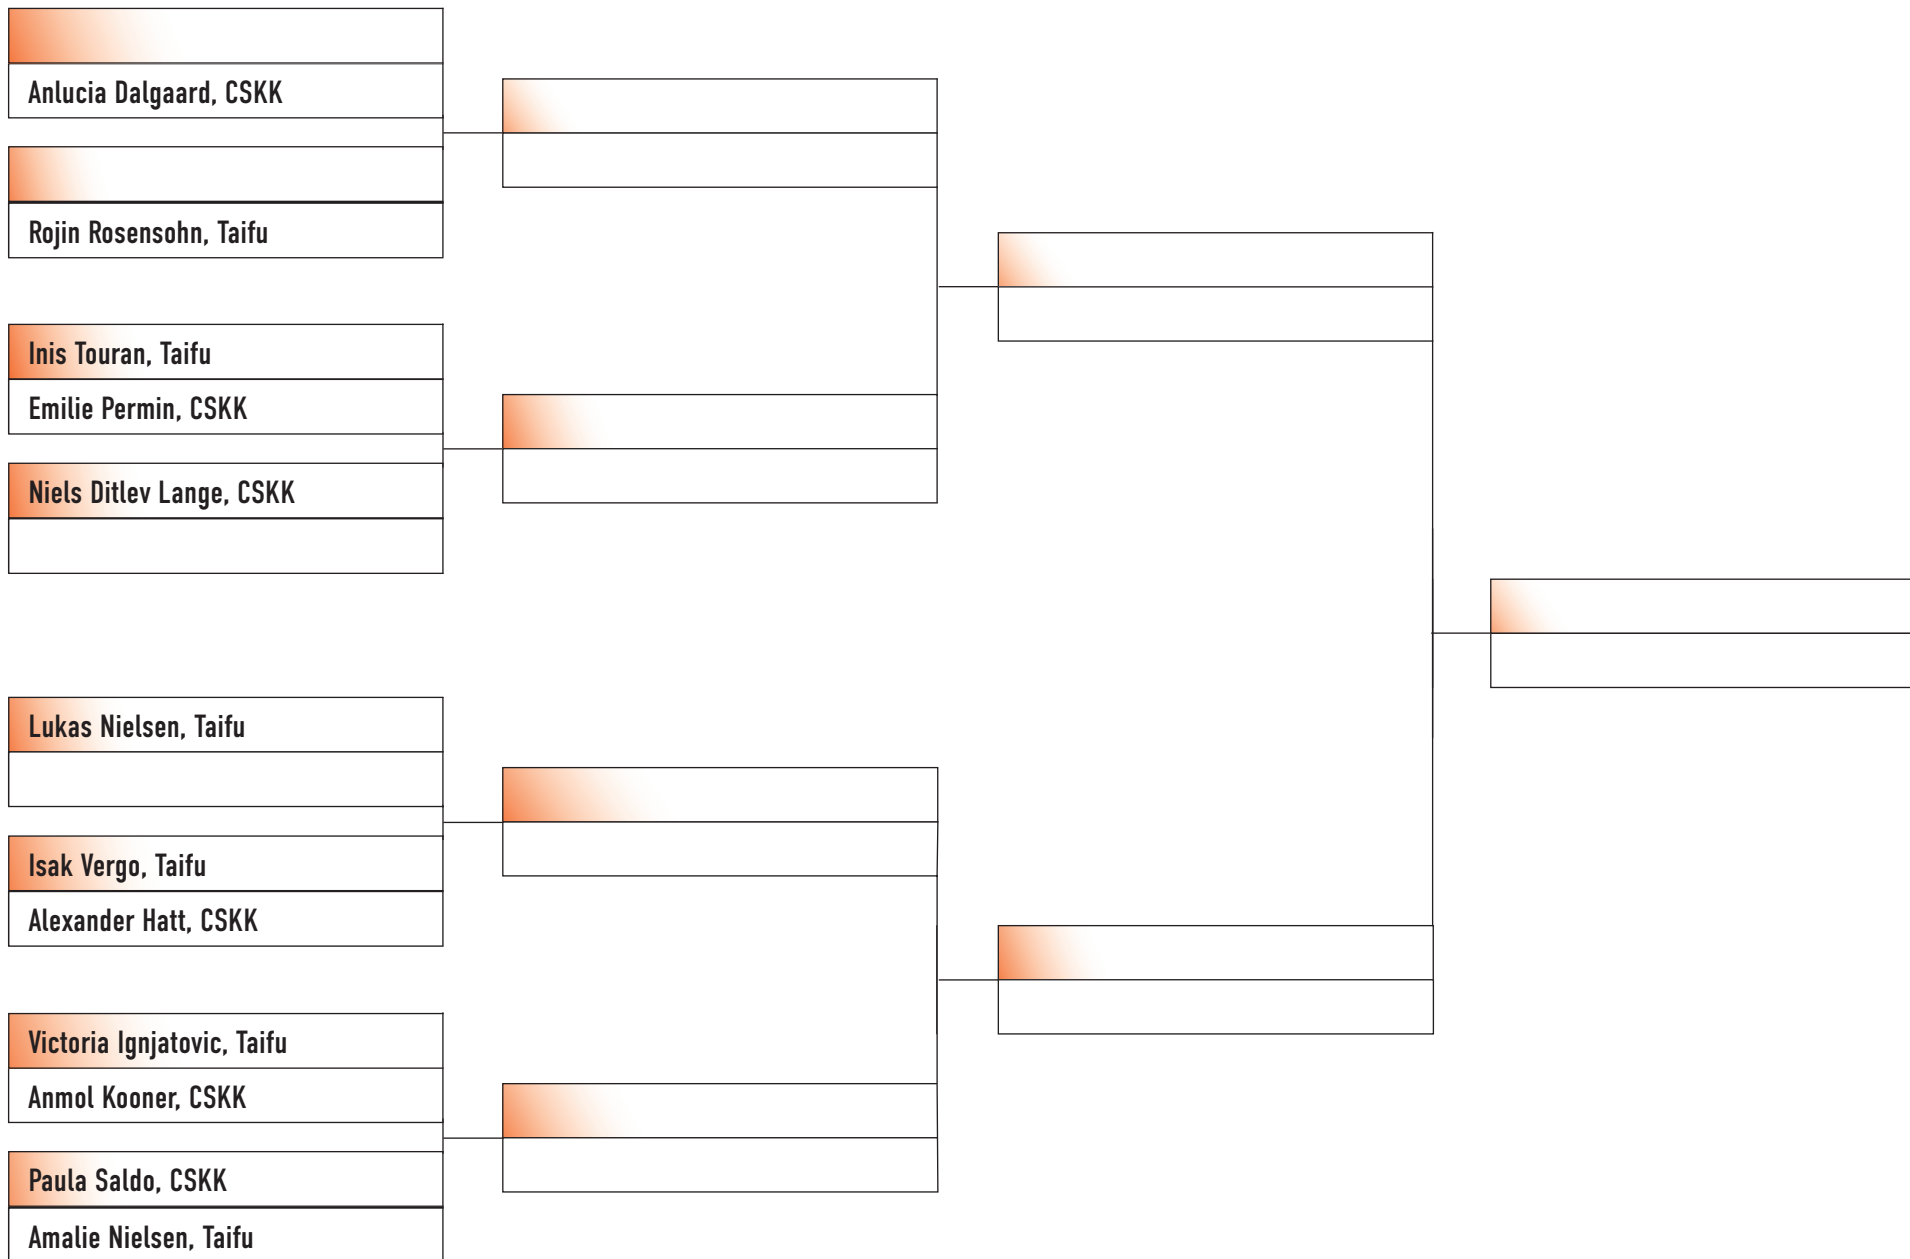 Anlucia Dalgaard, CSKK
Rojin Rosensohn, Taifu
Inis Touran, Taifu
Emilie Permin, CSKK
Niels Ditlev Lange, CSKK
Lukas Nielsen, Taifu
Isak Vergo, Taifu
Alexander Hatt, CSKK
Victoria Ignjatovic, Taifu
Anmol Kooner, CSKK
Paula Saldo, CSKK
Amalie Nielsen, Taifu